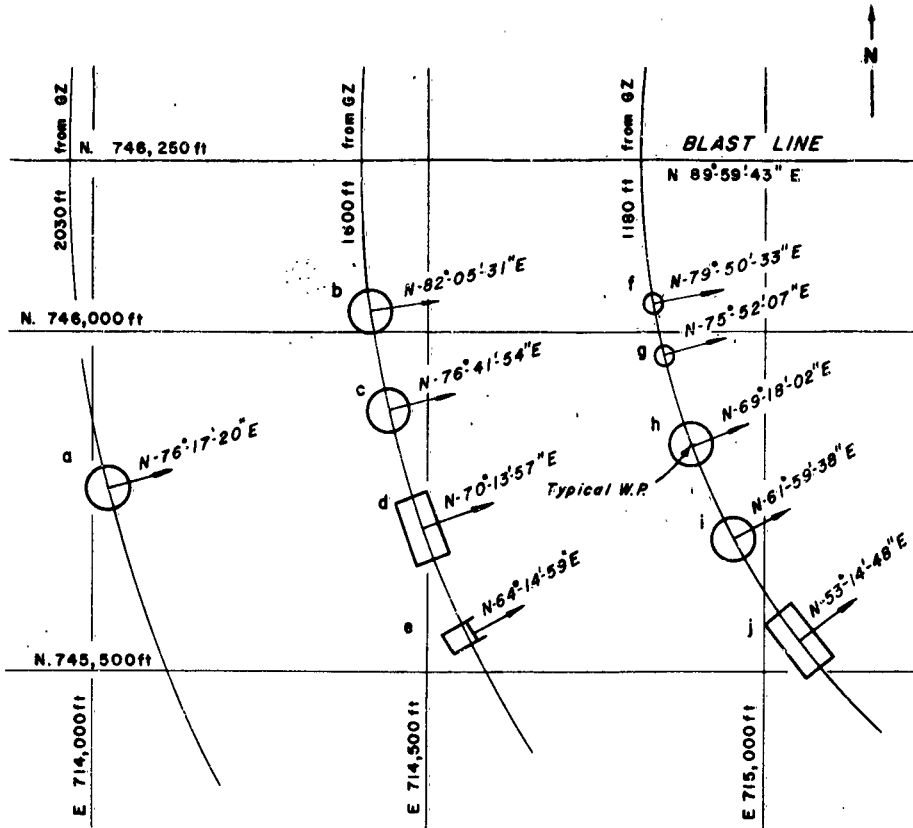 N
2030 ft from GZ
1600 ft from GZ
1180 ft from GZ
N. 746,250 ft
BLAST LINE
N 89°-59'-43" E
b
N-82°-05'-31"E
f
N-79°-50'-33"E
N. 746,000 ft
g
N-75°-52'-07"E
c
N-76°-41'-54"E
h
N-69°-18'-02"E
a
N-76°-17'-20"E
Typical W.P.
d
N-70°-13'-57"E
i
N-61°-59'-38"E
e
N-64°-14'-59"E
j
N-53°-14'-48"E
N. 745,500 ft
E 714,000 ft
E 714,500 ft
E 715,000 ft